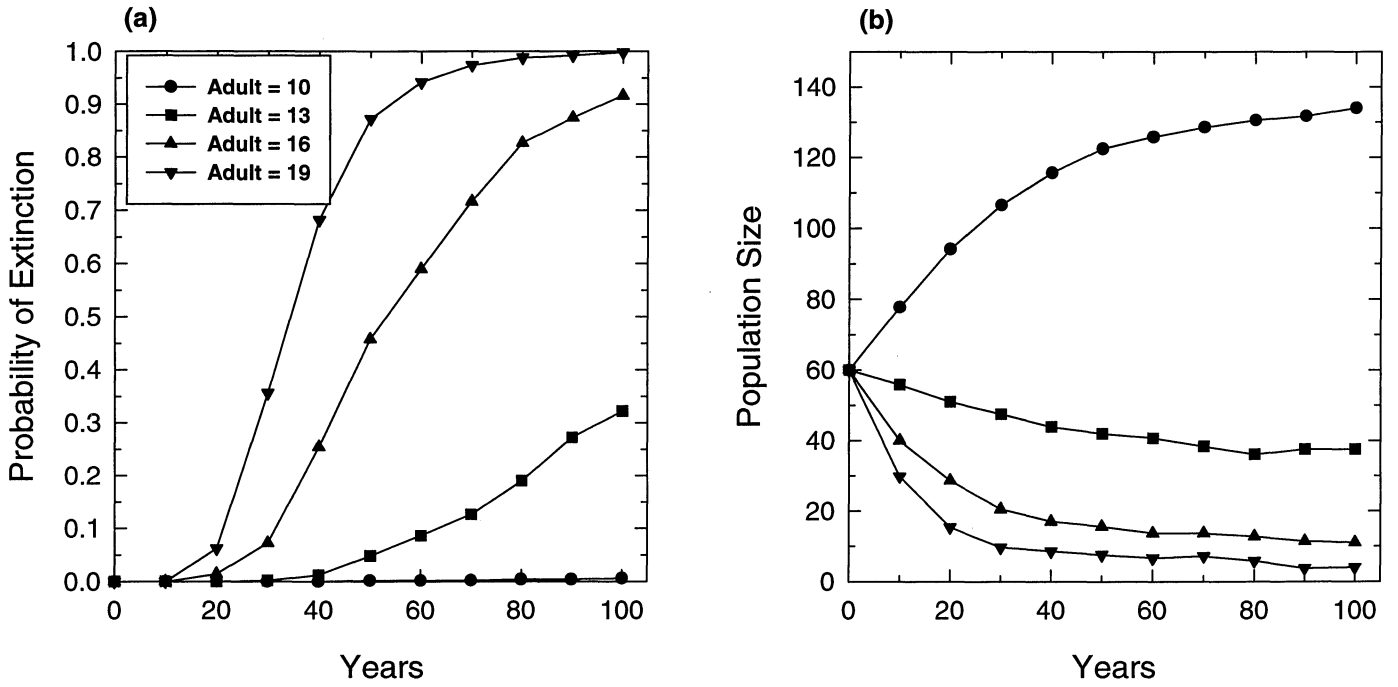 (a)
Probability of Extinction
1.0
0.9
0.8
0.7
0.6
0.5
0.4
0.3
0.2
0.1
0.0
Adult = 10
Adult = 13
Adult = 16
Adult = 19
0 20 40 60 80 100
Years
(b)
Population Size
140
120
100
80
60
40
20
0
0 20 40 60 80 100
Years